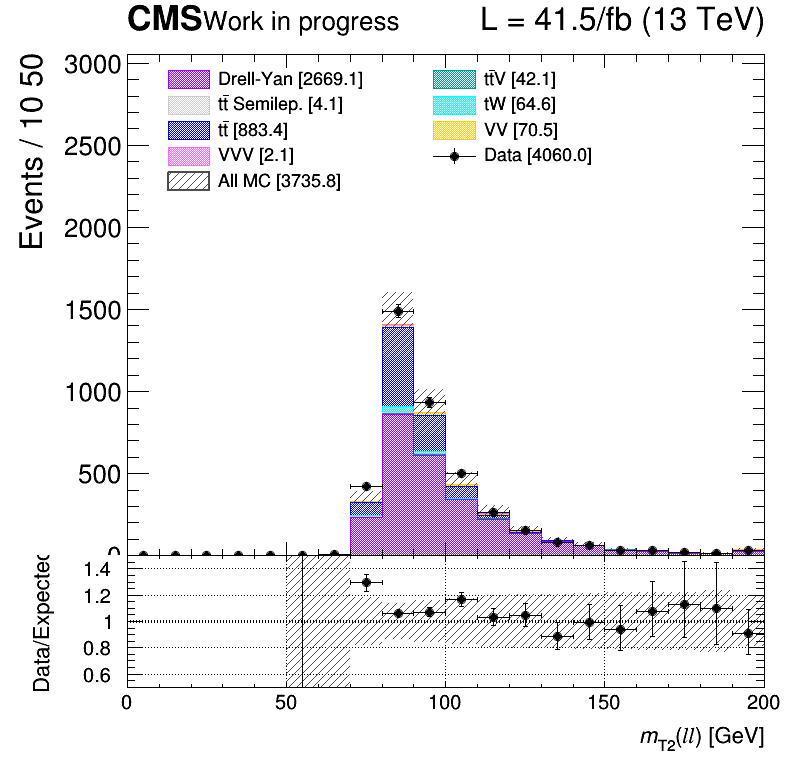 CMS Work in progress L = 41.5/fb (13 TeV)
Events / 10 50
3000
2500
2000
1500
1000
500
0
Drell-Yan [2669.1]
tt̄ Semilep. [4.1]
tt̄ [883.4]
VVV [2.1]
All MC [3735.8]
tt̄V [42.1]
tW [64.6]
VV [70.5]
Data [4060.0]
Data/Expected
1.4
1.2
1
0.8
0.6
0 50 100 150 200
mT2(ll) [GeV]